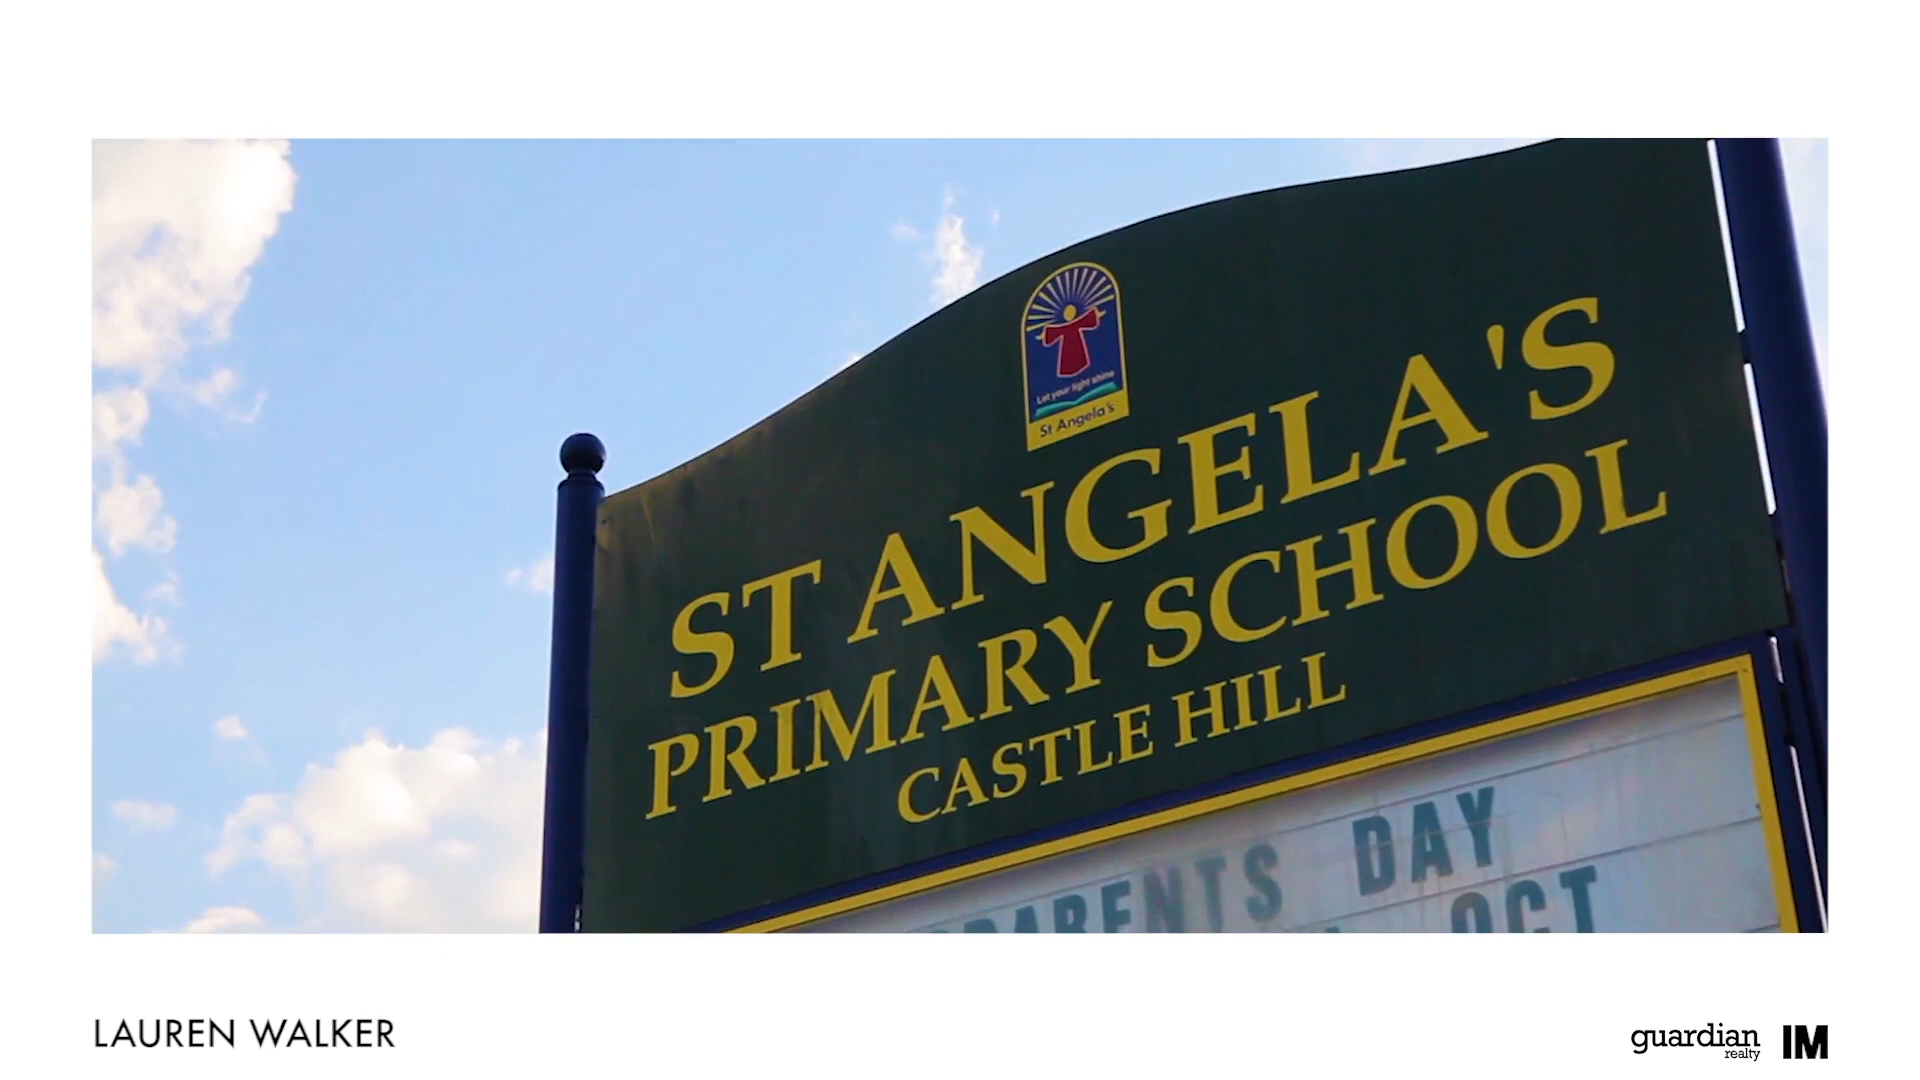 Let your light shine
St Angela's
ST ANGELA'S
PRIMARY SCHOOL
CASTLE HILL
PARENTS DAY
OCT
LAUREN WALKER
guardian
realty
IM